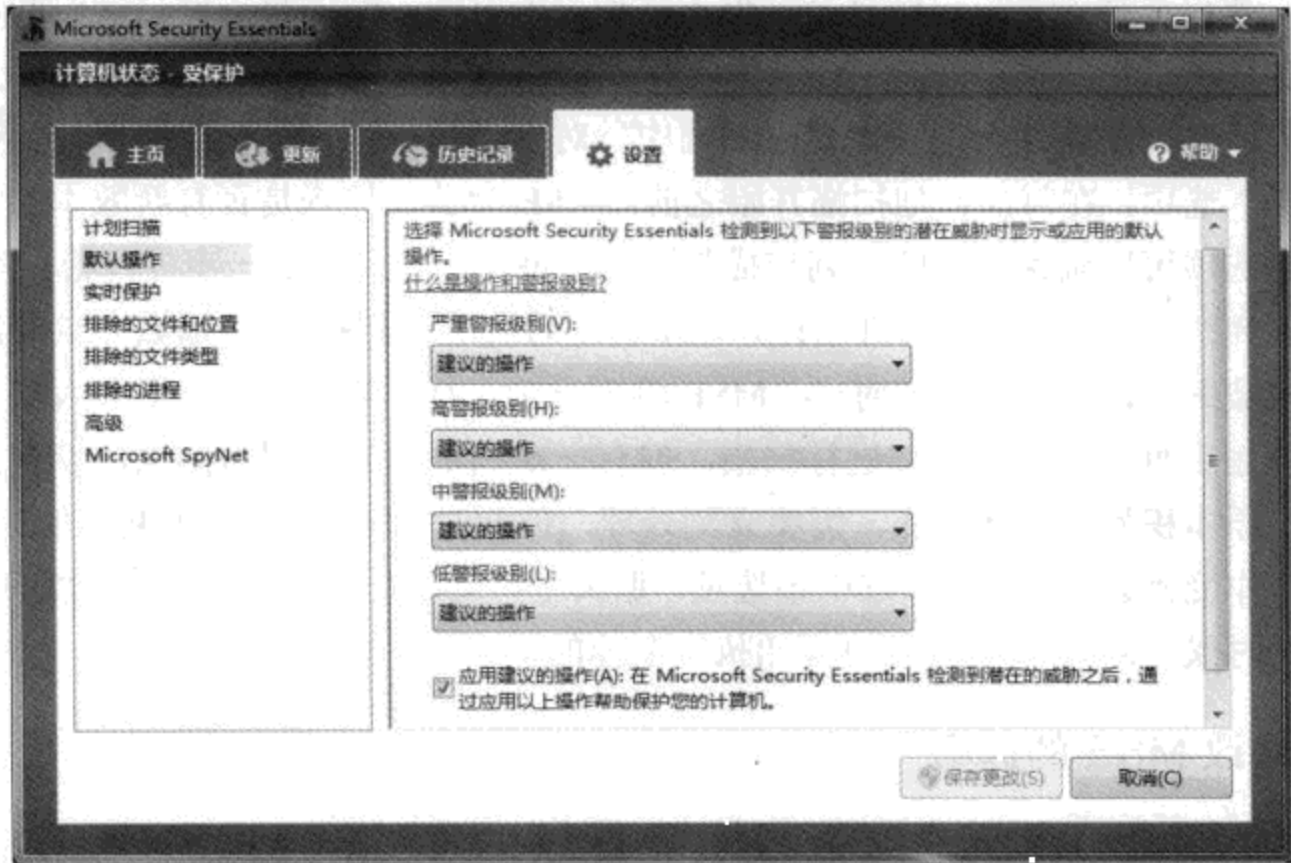 Microsoft Security Essentials
计算机状态 - 受保护
主页
更新
历史记录
设置
帮助
计划扫描
默认操作
实时保护
排除的文件和位置
排除的文件类型
排除的进程
高级
Microsoft SpyNet
选择 Microsoft Security Essentials 检测到以下警报级别的潜在威胁时显示或应用的默认
操作。
什么是操作和警报级别?
严重警报级别(V):
建议的操作
高警报级别(H):
建议的操作
中警报级别(M):
建议的操作
低警报级别(L):
建议的操作
应用建议的操作(A): 在 Microsoft Security Essentials 检测到潜在的威胁之后，通
过应用以上操作帮助保护您的计算机。
保存更改(S)
取消(C)